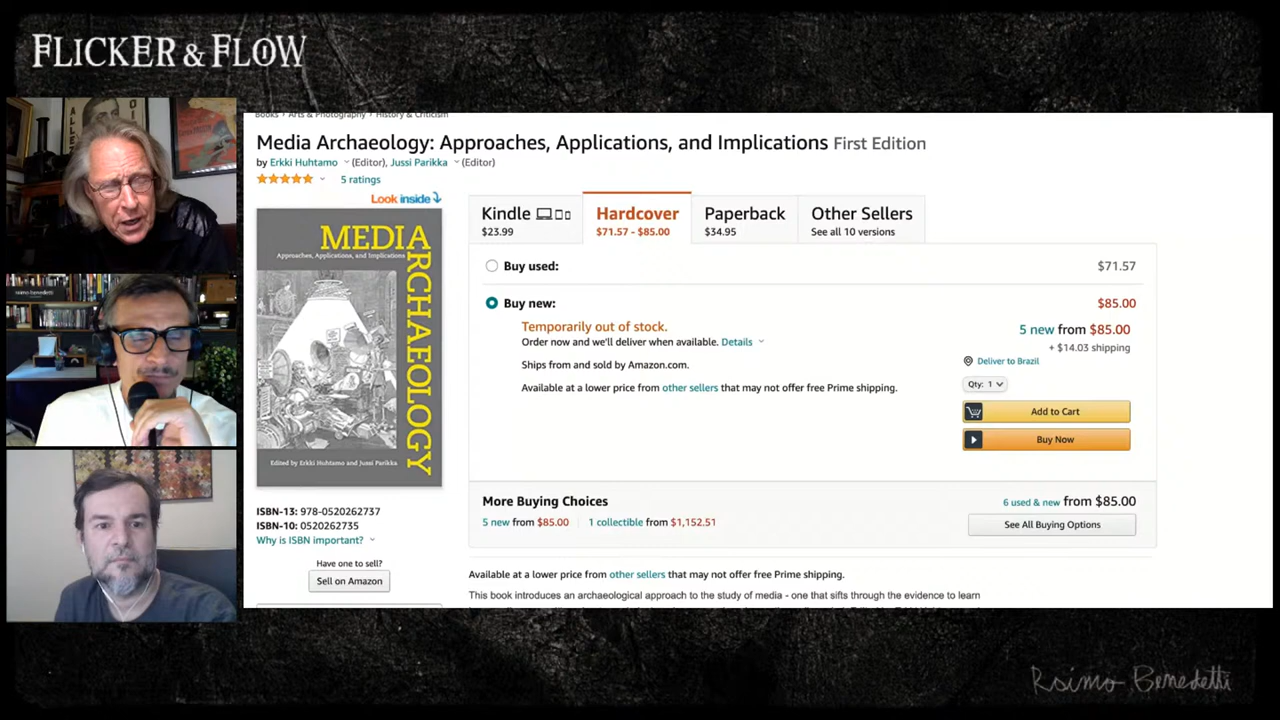 FLICKER & FLOW
Books › Arts & Photography › History & Criticism
Media Archaeology: Approaches, Applications, and Implications First Edition
by Erkki Huhtamo (Editor), Jussi Parikka (Editor)
5 ratings
Look inside
MEDIA
ARCHAEOLOGY
Approaches, Applications, and Implications
Edited by Erkki Huhtamo and Jussi Parikka
ISBN-13: 978-0520262737
ISBN-10: 0520262735
Why is ISBN important?
Have one to sell?
Sell on Amazon
Kindle
$23.99
Hardcover
$71.57 - $85.00
Paperback
$34.95
Other Sellers
See all 10 versions
Buy used:
$71.57
Buy new:
$85.00
Temporarily out of stock.
Order now and we'll deliver when available. Details
Ships from and sold by Amazon.com.
Available at a lower price from other sellers that may not offer free Prime shipping.
5 new from $85.00
+ $14.03 shipping
Deliver to Brazil
Qty: 1
Add to Cart
Buy Now
More Buying Choices
5 new from $85.00
1 collectible from $1,152.51
6 used & new from $85.00
See All Buying Options
Available at a lower price from other sellers that may not offer free Prime shipping.
This book introduces an archaeological approach to the study of media - one that sifts through the evidence to learn
Roimo Benedetti